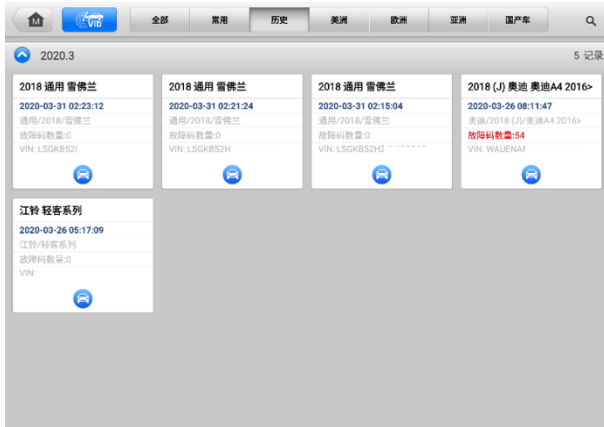 M VID 全部 常用 历史 美洲 欧洲 亚洲 国产车
2020.3 5 记录
2018 通用 雪佛兰
2020-03-31 02:23:12
通用/2018/雪佛兰
故障码数量:0
VIN: LSGKB52
2018 通用 雪佛兰
2020-03-31 02:21:24
通用/2018/雪佛兰
故障码数量:0
VIN: LSGKB52H
2018 通用 雪佛兰
2020-03-31 02:15:04
通用/2018/雪佛兰
故障码数量:0
VIN: LSGKB52H2
2018 (J) 奥迪 奥迪A4 2016>
2020-03-26 08:11:47
奥迪/2018 (J)/奥迪A4 2016>
故障码数量:54
VIN: WAUENAF
江铃 轻客系列
2020-03-26 05:17:09
江铃/轻客系列
故障码数量:0
VIN: